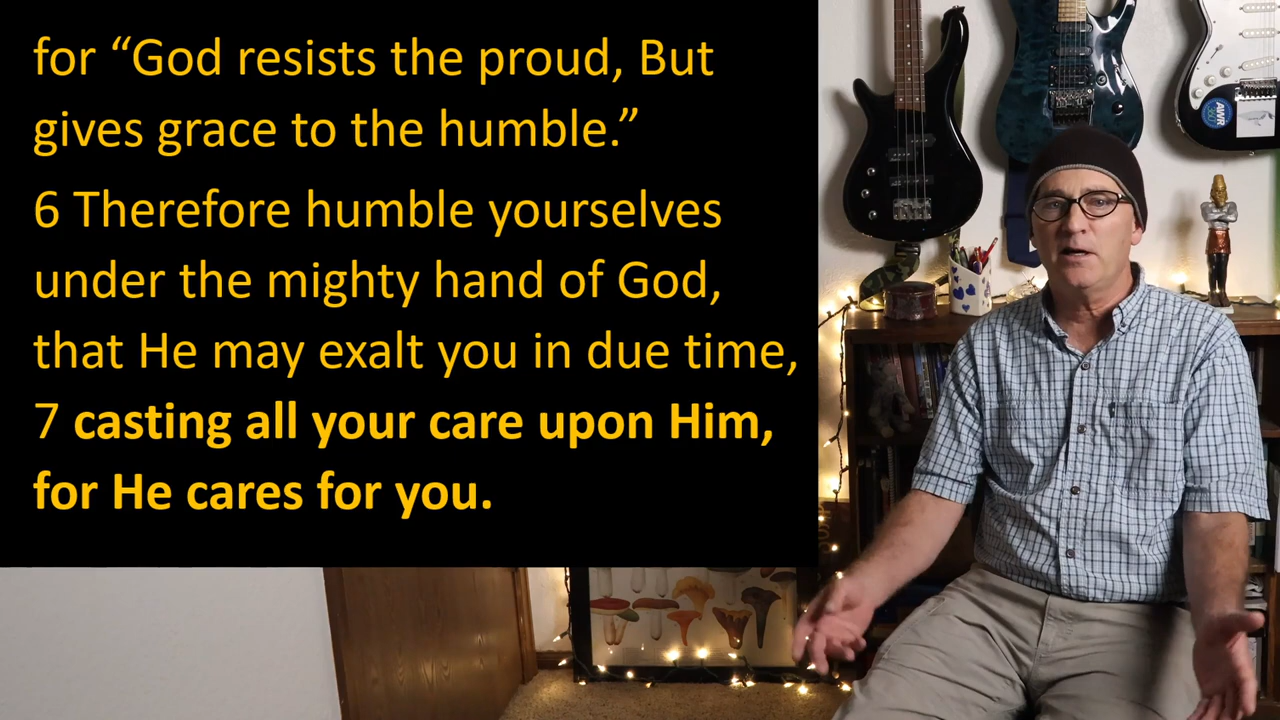 for “God resists the proud, But
gives grace to the humble.”
6 Therefore humble yourselves
under the mighty hand of God,
that He may exalt you in due time,
7 casting all your care upon Him,
for He cares for you.
AWR
360°